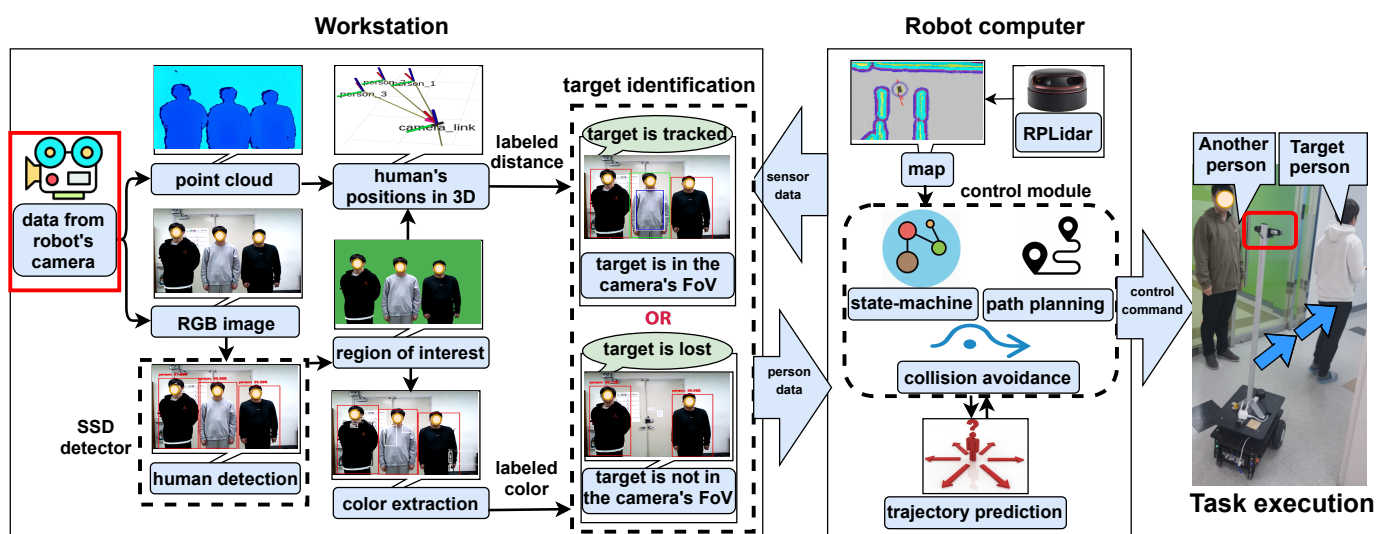 Workstation
Robot computer
person_2
person_1
person_3
camera_link
target identification
target is tracked
RPLidar
point cloud
human's
positions in 3D
labeled
distance
map
control module
sensor
data
Another
person
Target
person
data from
robot's
camera
target is in the
camera's FoV
state-machine
path planning
control
command
RGB image
OR
region of interest
target is lost
collision avoidance
person
data
SSD
detector
human detection
labeled
color
color extraction
target is not in
the camera's FoV
?
trajectory prediction
Task execution